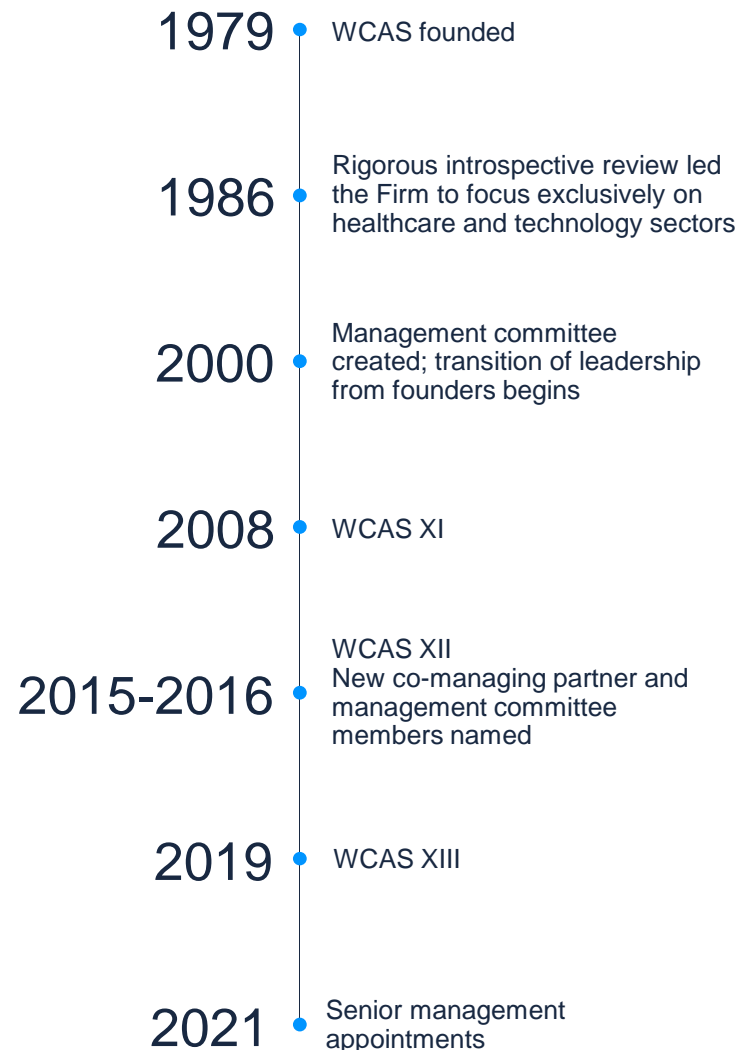 1979
WCAS founded
1986
Rigorous introspective review led
the Firm to focus exclusively on
healthcare and technology sectors
2000
Management committee
created; transition of leadership
from founders begins
2008
WCAS XI
2015-2016
WCAS XII
New co-managing partner and
management committee
members named
2019
WCAS XIII
2021
Senior management
appointments